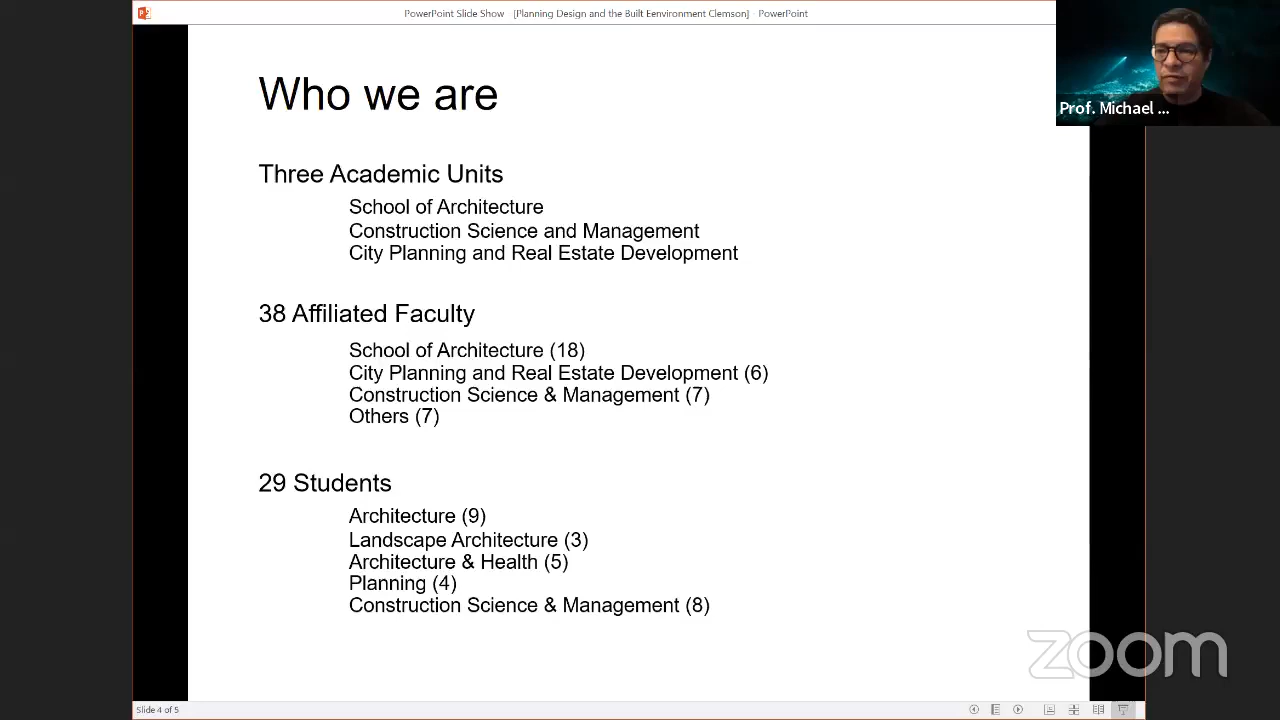 PowerPoint Slide Show [Planning Design and the Built Eenvironment Clemson] - PowerPoint
Prof. Michael ...
Who we are
Three Academic Units
School of Architecture
Construction Science and Management
City Planning and Real Estate Development
38 Affiliated Faculty
School of Architecture (18)
City Planning and Real Estate Development (6)
Construction Science & Management (7)
Others (7)
29 Students
Architecture (9)
Landscape Architecture (3)
Architecture & Health (5)
Planning (4)
Construction Science & Management (8)
zoom
Slide 4 of 5